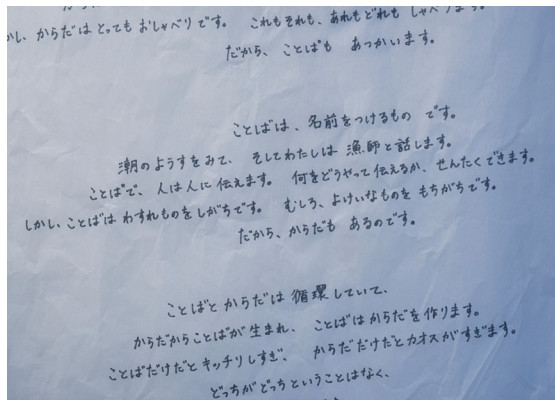 かし、からだは とっても おしゃべりです。 これもそれも、あれもどれも しゃべります。
だから、ことばも あつかいます。
ことばは、名前をつけるもの です。
潮のようすをみて、 そしてわたしは 漁師と話します。
ことばで、人は人に 伝えます。 何をどうやって伝えるか、せんたくできます。
しかし、ことばは わすれものを しがちです。 むしろ、よけいなものを もちがちです。
だから、からだも あるのです。
ことばと からだは 循環していて、
からだからことばが 生まれ、 ことばはからだを作ります。
ことばだけだと キッチリしすぎ、 からだだけだとカオスがすぎます。
どっちがどっちということはなく、